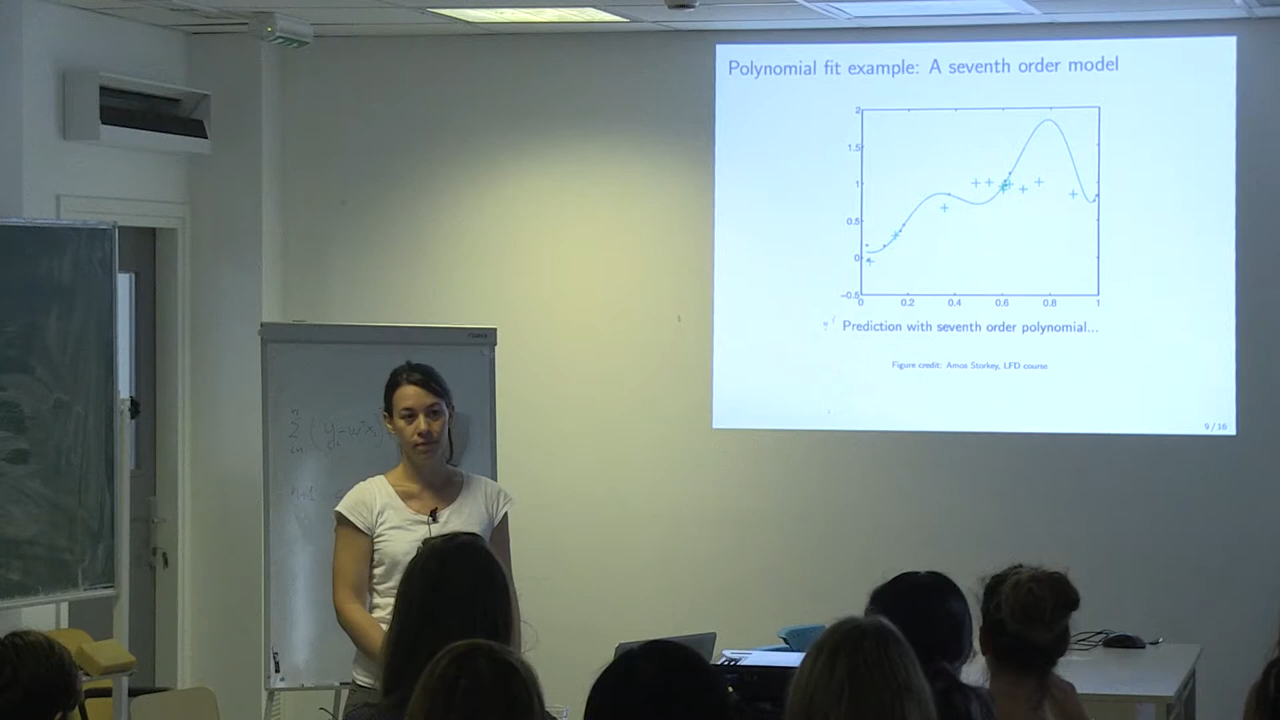 Polynomial fit example: A seventh order model
2
1.5
1
0.5
0
−0.5
0 0.2 0.4 0.6 0.8 1
Prediction with seventh order polynomial...
Figure credit: Amos Storkey, LFD course
9 / 16